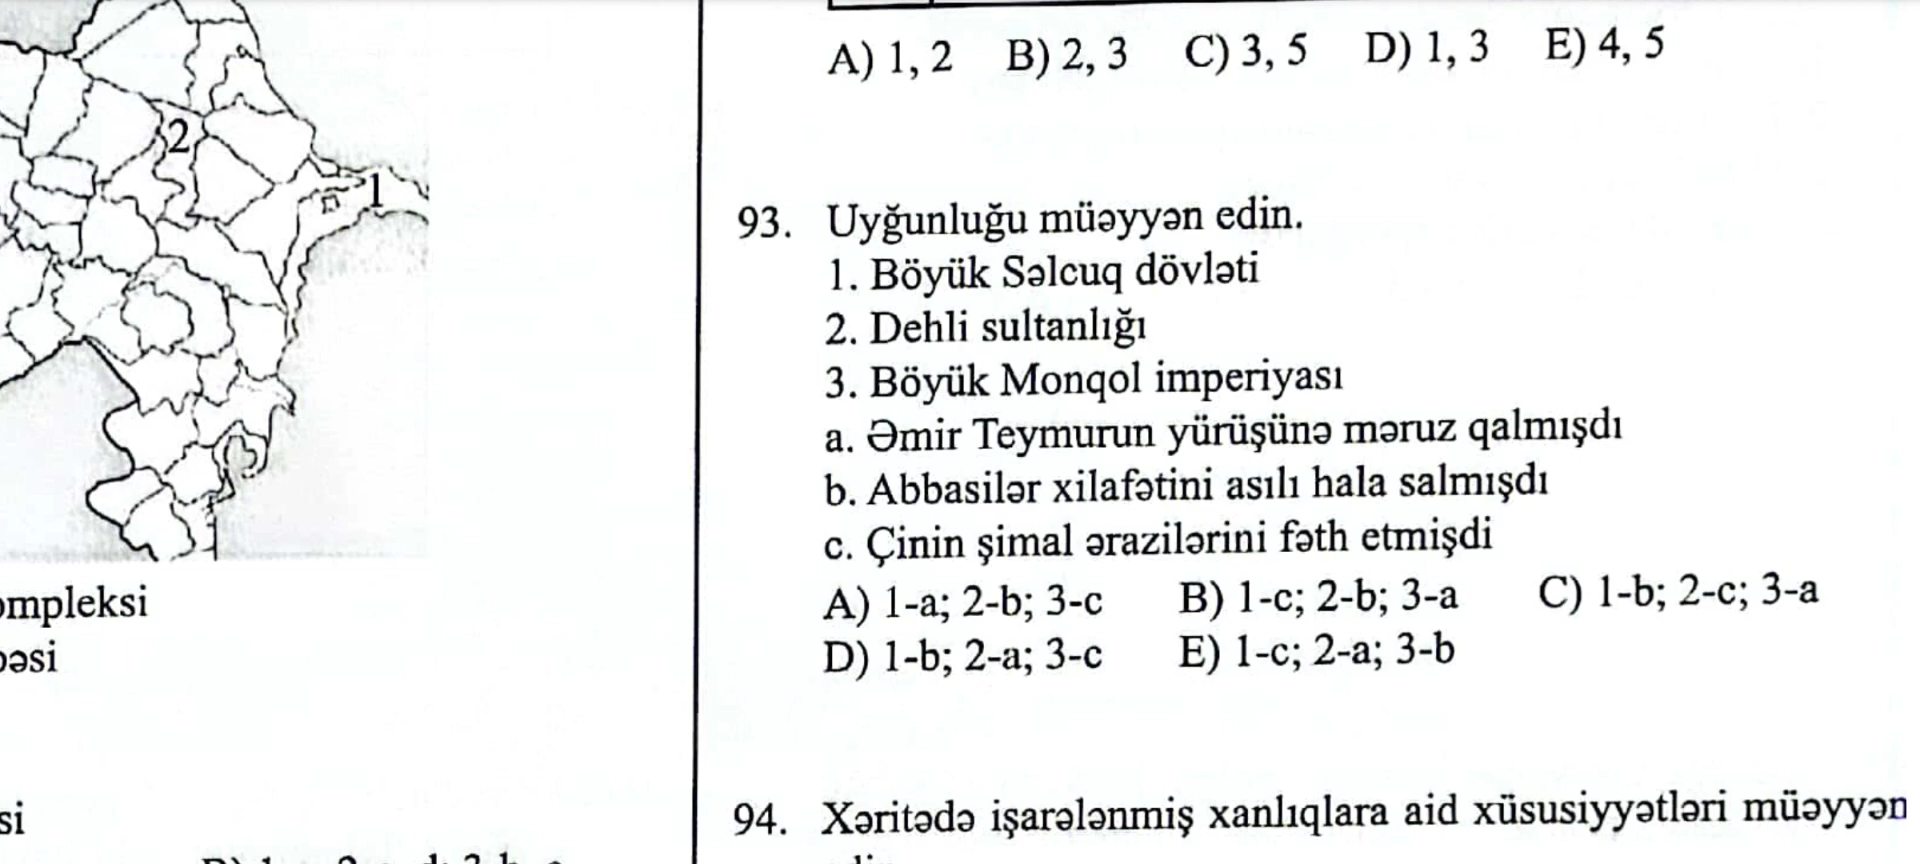 2
1
3
ompleksi
əsi
si
A) 1, 2 B) 2, 3 C) 3, 5 D) 1, 3 E) 4, 5
93. Uyğunluğu müəyyən edin.
1. Böyük Səlcuq dövləti
2. Dehli sultanlığı
3. Böyük Monqol imperiyası
a. Əmir Teymurun yürüşünə məruz qalmışdı
b. Abbasilər xilafətini asılı hala salmışdı
c. Çinin şimal ərazilərini fəth etmişdi
A) 1-a; 2-b; 3-c B) 1-c; 2-b; 3-a C) 1-b; 2-c; 3-a
D) 1-b; 2-a; 3-c E) 1-c; 2-a; 3-b
94. Xəritədə işarələnmiş xanlıqlara aid xüsusiyyətləri müəyyən